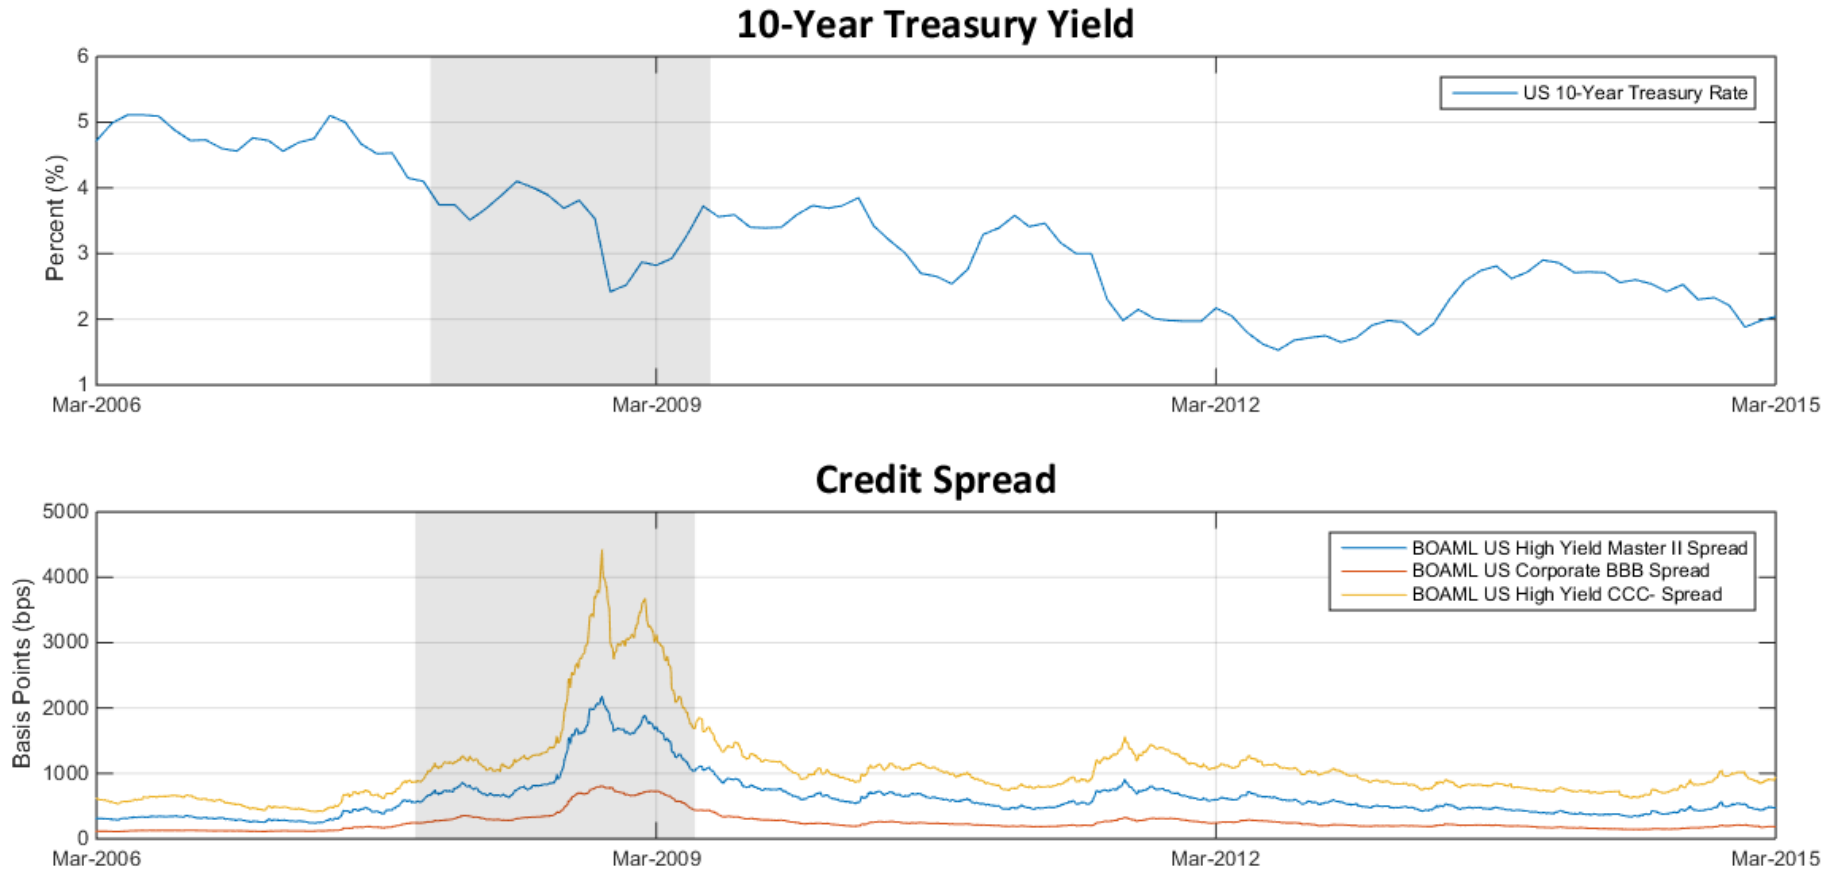 10-Year Treasury Yield
6
5
4
3
2
1
Percent (%)
US 10-Year Treasury Rate
Mar-2006 Mar-2009 Mar-2012 Mar-2015
Credit Spread
5000
4000
3000
2000
1000
0
Basis Points (bps)
BOAML US High Yield Master II Spread
BOAML US Corporate BBB Spread
BOAML US High Yield CCC- Spread
Mar-2006 Mar-2009 Mar-2012 Mar-2015